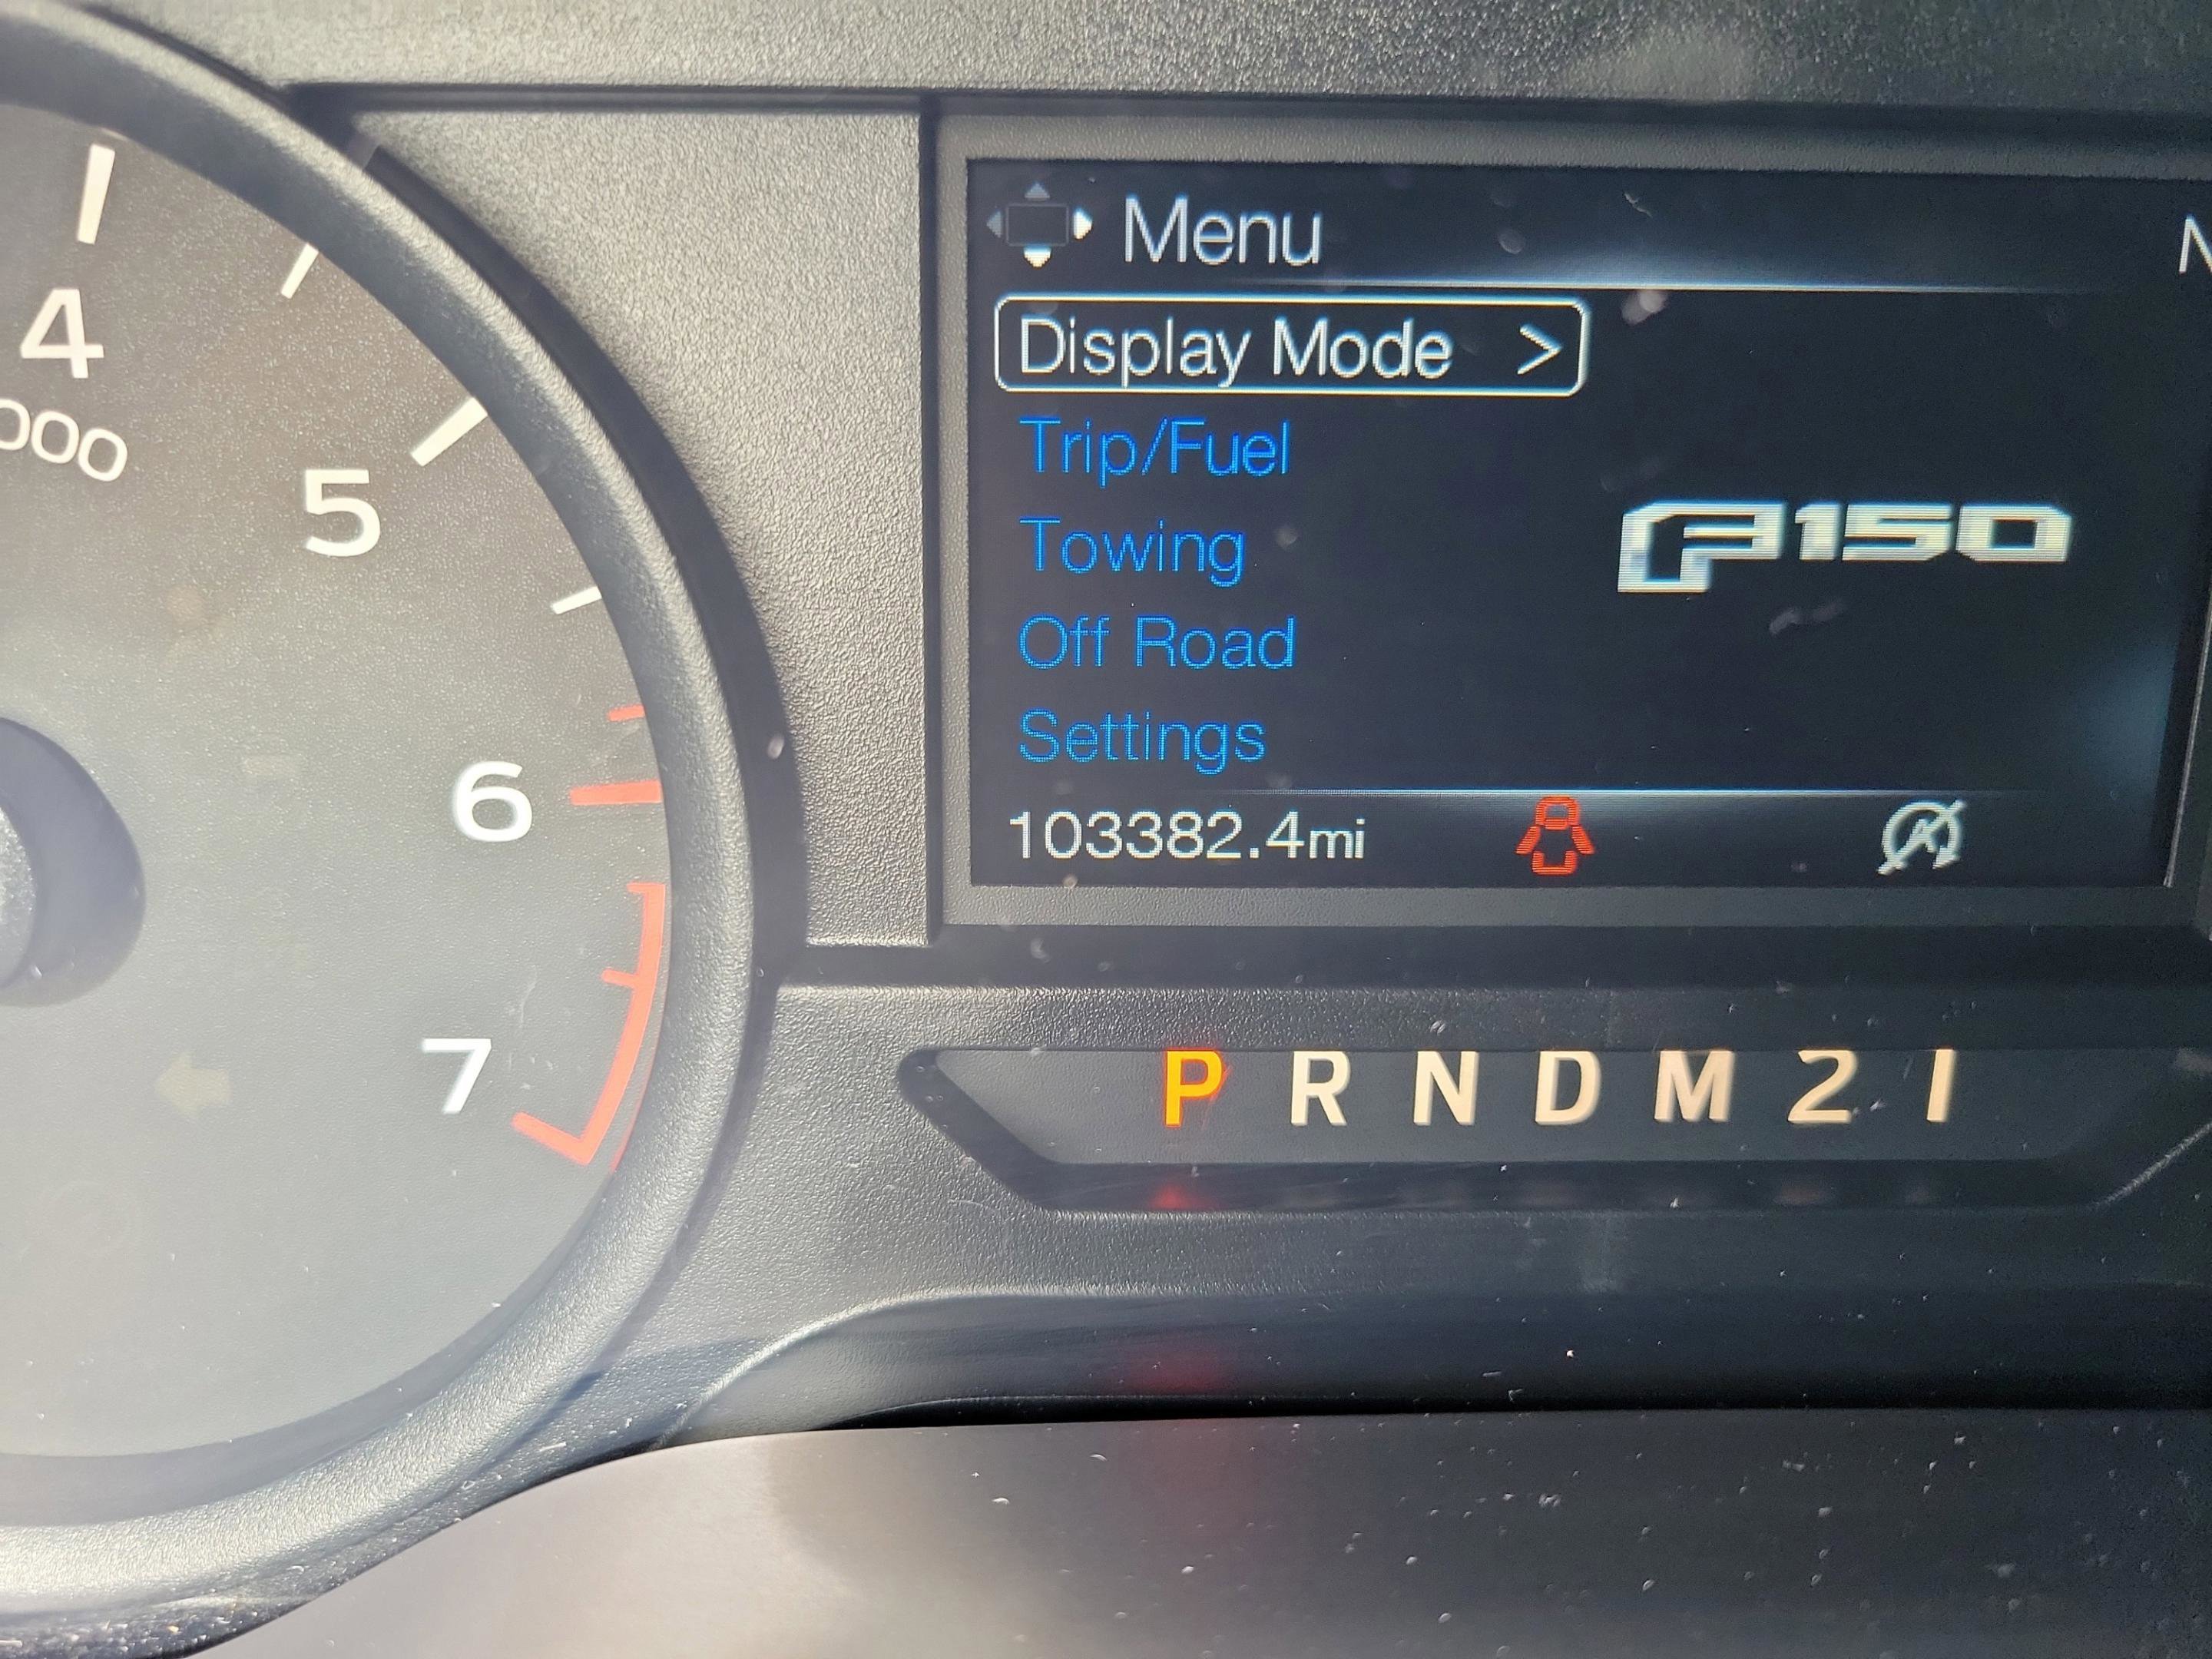 4
000
5
6
7
Menu
N
Display Mode >
Trip/Fuel
Towing
Off Road
Settings
F150
103382.4mi
A
P R N D M 2 1